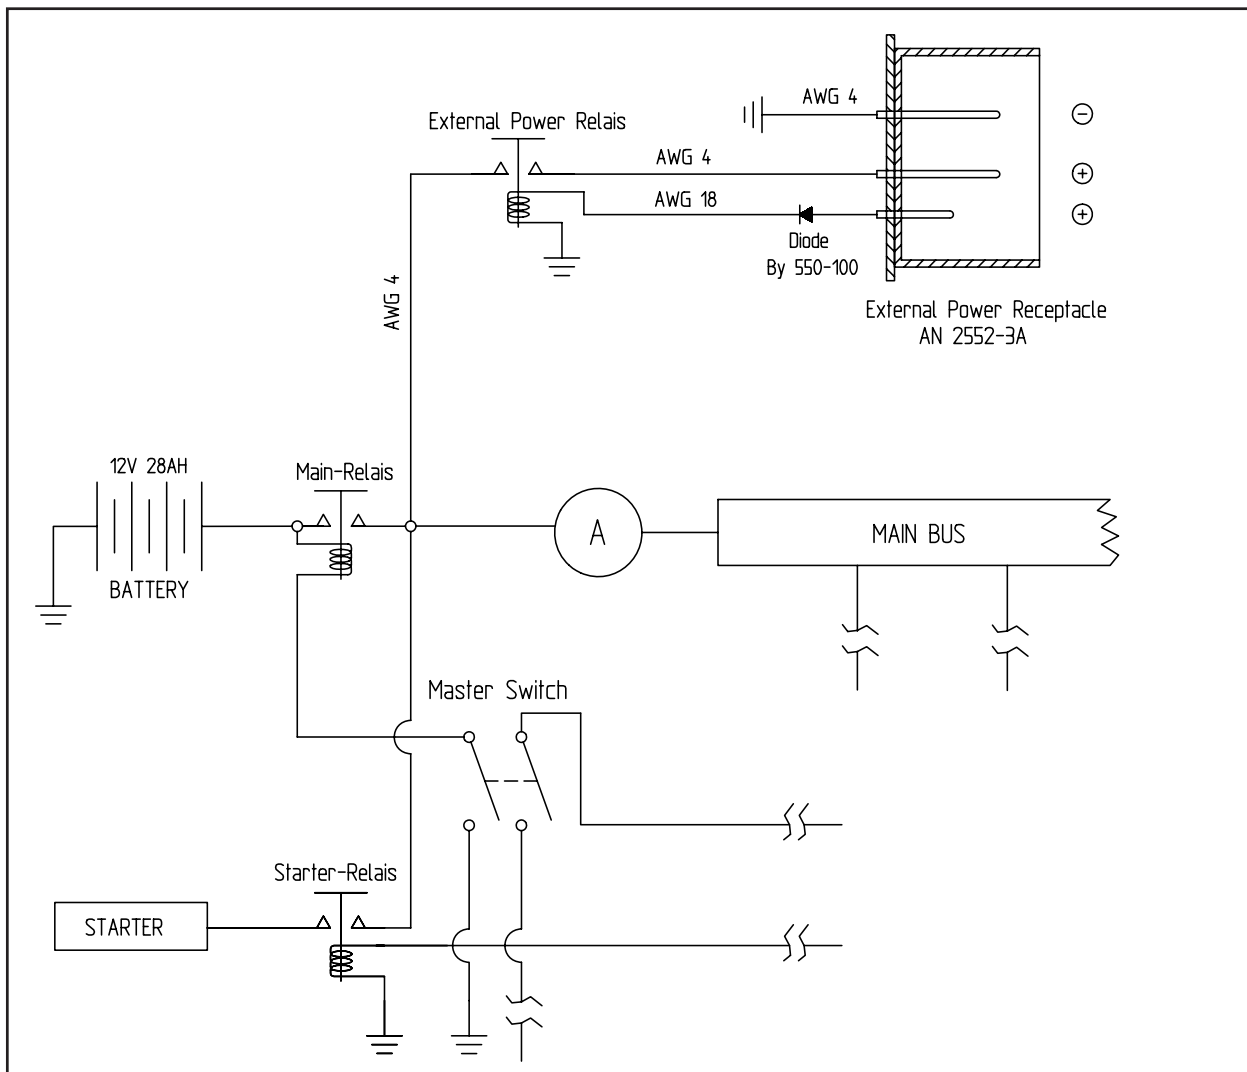 AWG 4
External Power Relais
AWG 4
AWG 18
Diode
By 550-100
AWG 4
External Power Receptacle
AN 2552-3A
12V 28AH
Main-Relais
A
MAIN BUS
BATTERY
Master Switch
Starter-Relais
STARTER